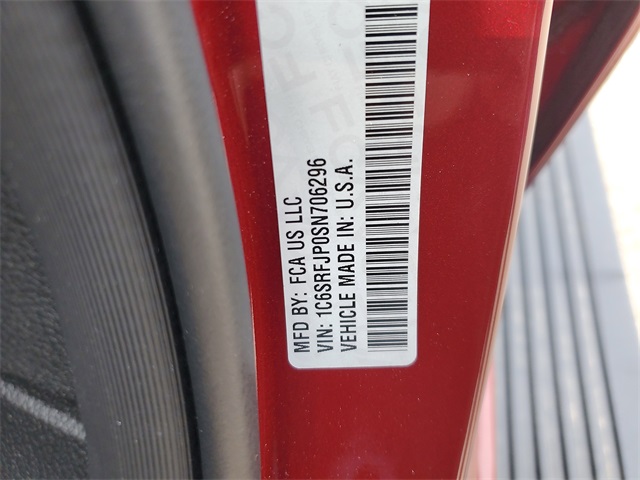 MFD BY: FCA US LLC
VIN: 1C6SRFJP0SN706296
VEHICLE MADE IN: U.S.A.